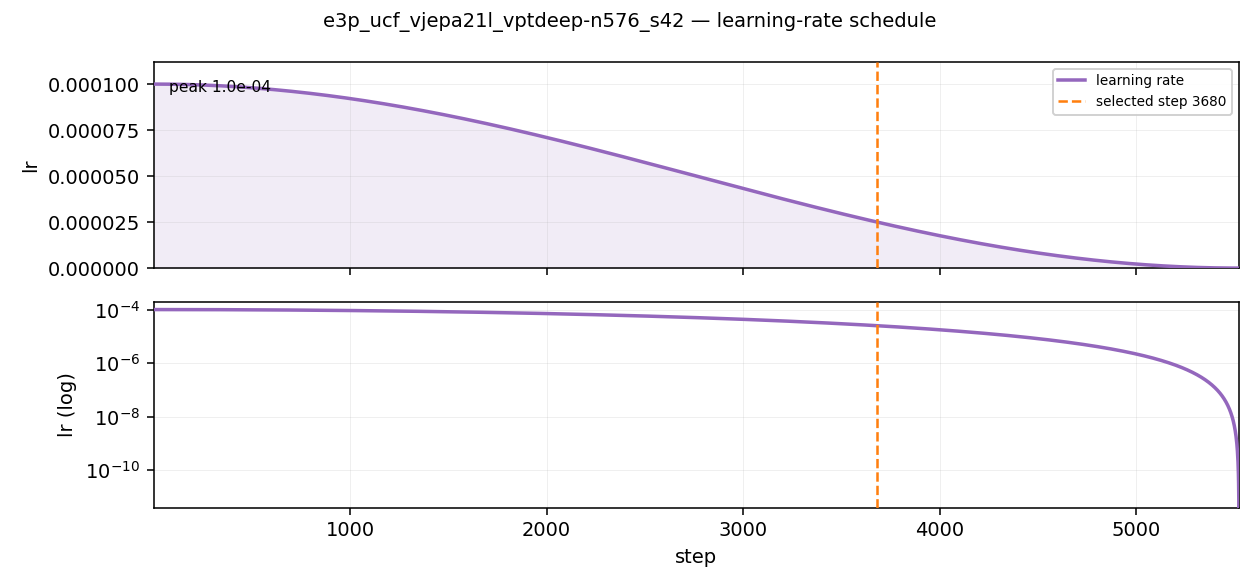 e3p_ucf_vjepa21l_vptdeep-n576_s42 — learning-rate schedule
peak 1.0e-04
learning rate
selected step 3680
lr
0.000100
0.000075
0.000050
0.000025
0.000000
lr (log)
10⁻⁴
10⁻⁶
10⁻⁸
10⁻¹⁰
1000 2000 3000 4000 5000
step